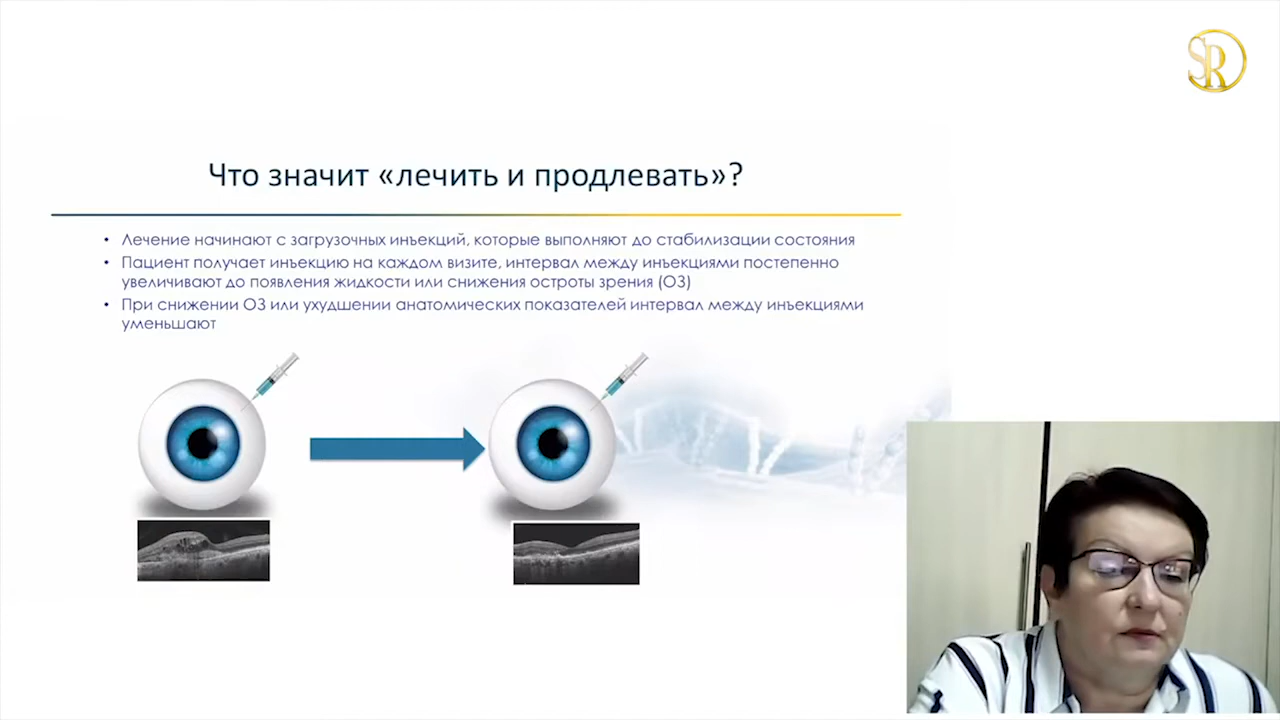 SR
Что значит «лечить и продлевать»?
• Лечение начинают с загрузочных инъекций, которые выполняют до стабилизации состояния
• Пациент получает инъекцию на каждом визите, интервал между инъекциями постепенно
увеличивают до появления жидкости или снижения остроты зрения (ОЗ)
• При снижении ОЗ или ухудшении анатомических показателей интервал между инъекциями
уменьшают